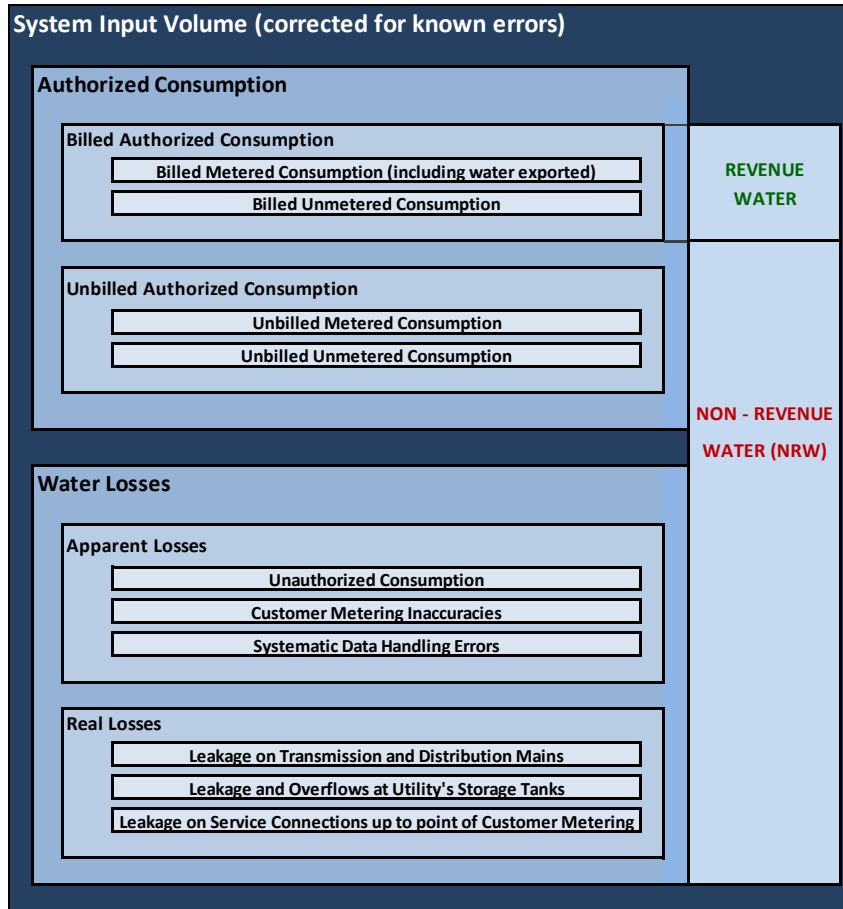 System Input Volume (corrected for known errors)
Authorized Consumption
Billed Authorized Consumption
Billed Metered Consumption (including water exported)
Billed Unmetered Consumption
REVENUE
WATER
Unbilled Authorized Consumption
Unbilled Metered Consumption
Unbilled Unmetered Consumption
NON - REVENUE
WATER (NRW)
Water Losses
Apparent Losses
Unauthorized Consumption
Customer Metering Inaccuracies
Systematic Data Handling Errors
Real Losses
Leakage on Transmission and Distribution Mains
Leakage and Overflows at Utility's Storage Tanks
Leakage on Service Connections up to point of Customer Metering